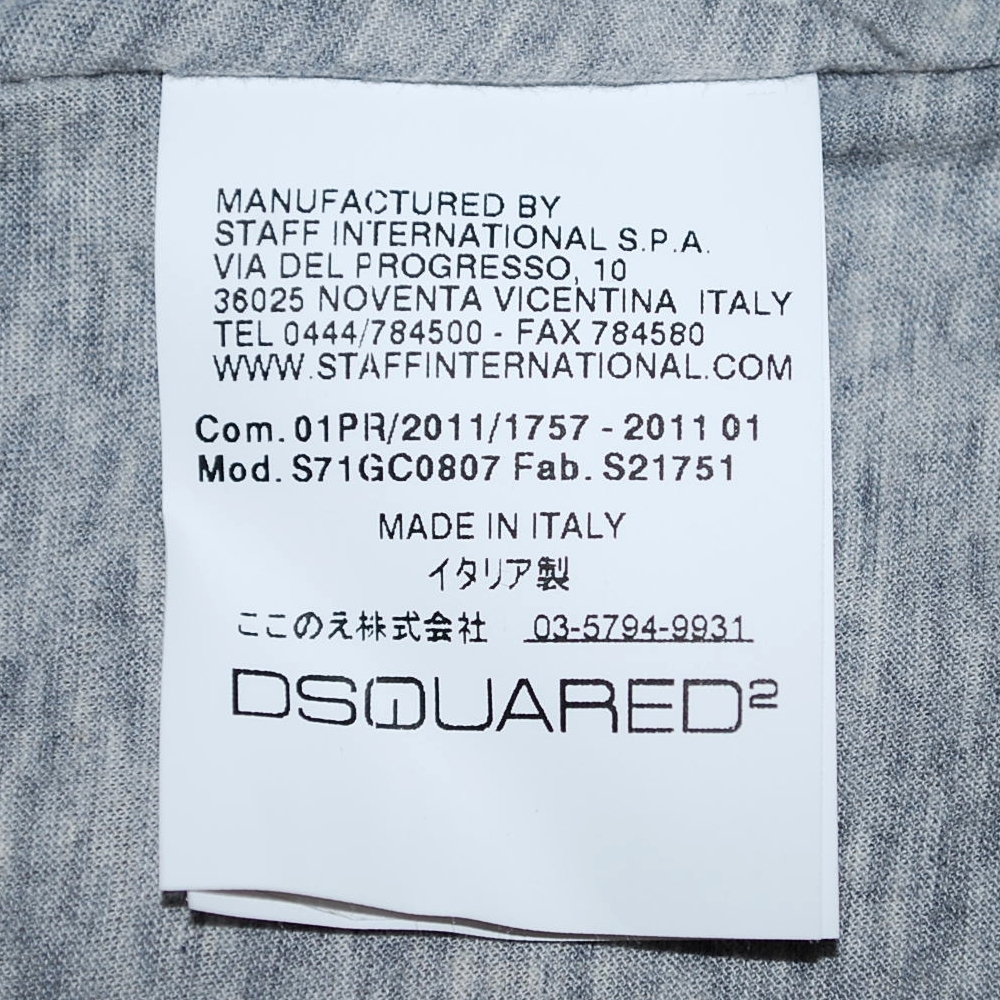 MANUFACTURED BY
STAFF INTERNATIONAL S.P.A.
VIA DEL PROGRESSO, 10
36025 NOVENTA VICENTINA ITALY
TEL 0444/784500 - FAX 784580
WWW.STAFFINTERNATIONAL.COM
Com. 01PR/2011/1757 - 2011 01
Mod. S71GC0807 Fab. S21751
MADE IN ITALY
イタリア製
ここのえ株式会社 03-5794-9931
DSQUARED2